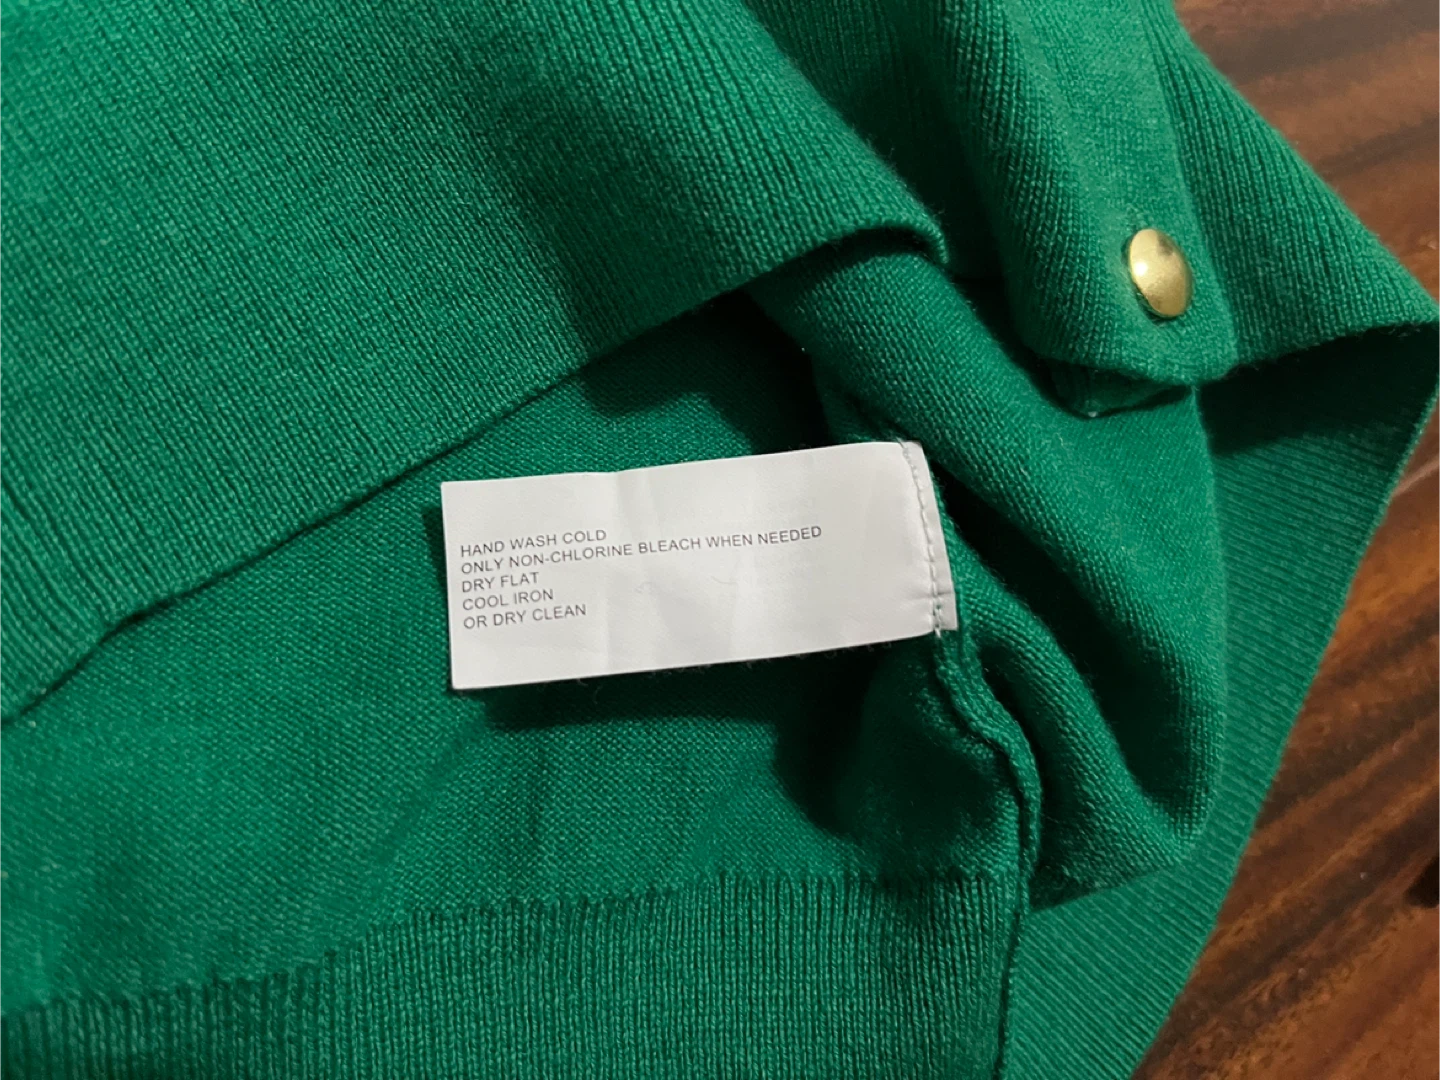 HAND WASH COLD
ONLY NON-CHLORINE BLEACH WHEN NEEDED
DRY FLAT
COOL IRON
OR DRY CLEAN